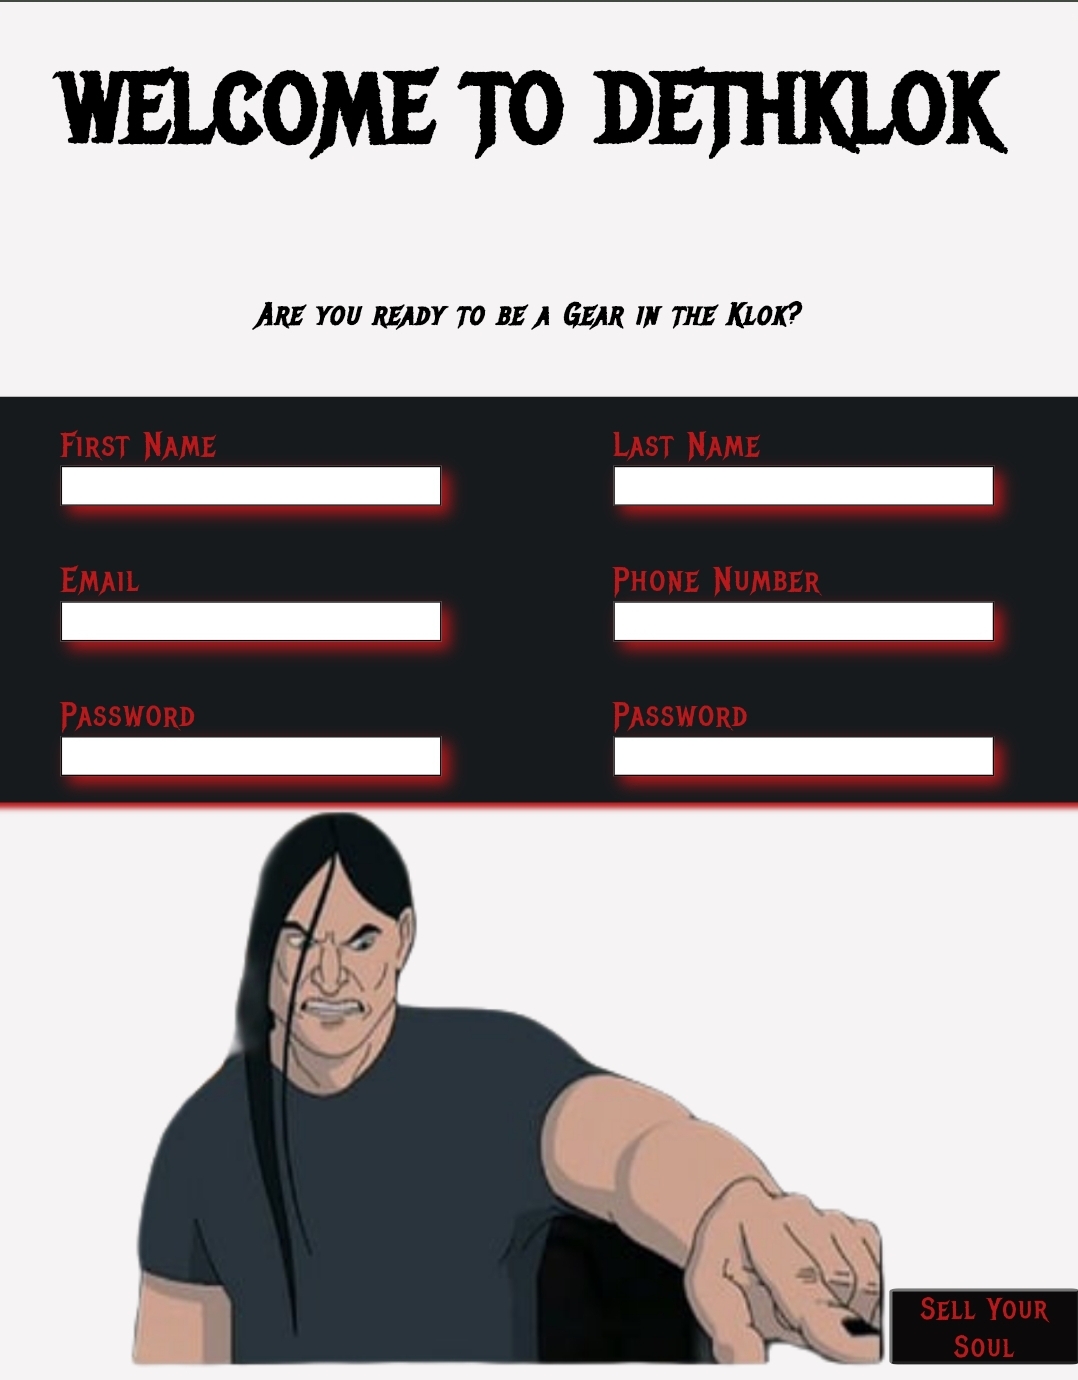 Welcome to Dethklok
Are you ready to be a Gear in the Klok?
First Name
Last Name
Email
Phone Number
Password
Password
Sell Your
Soul